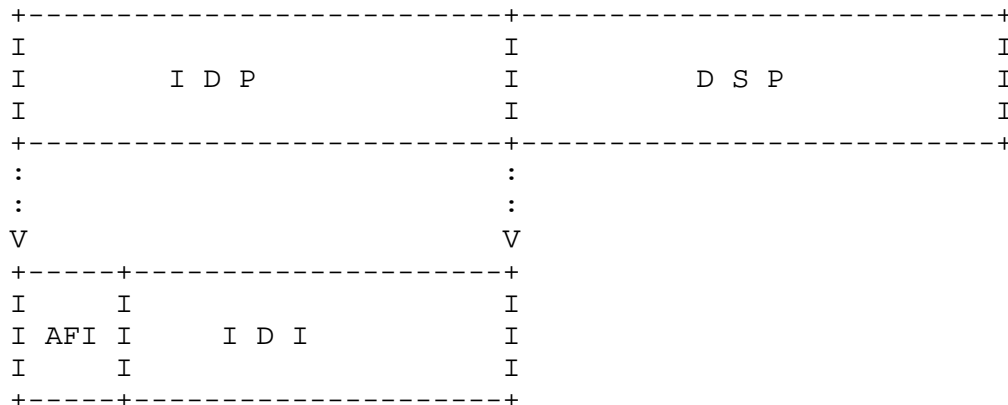 +---------------------------+---------------------------+
I                           I                           I
I        I D P              I          D S P            I
I                           I                           I
+---------------------------+---------------------------+
:                           :
:                           :
V                           V
+-----+---------------------+
I     I                     I
I AFI I     I D I           I
I     I                     I
+-----+---------------------+